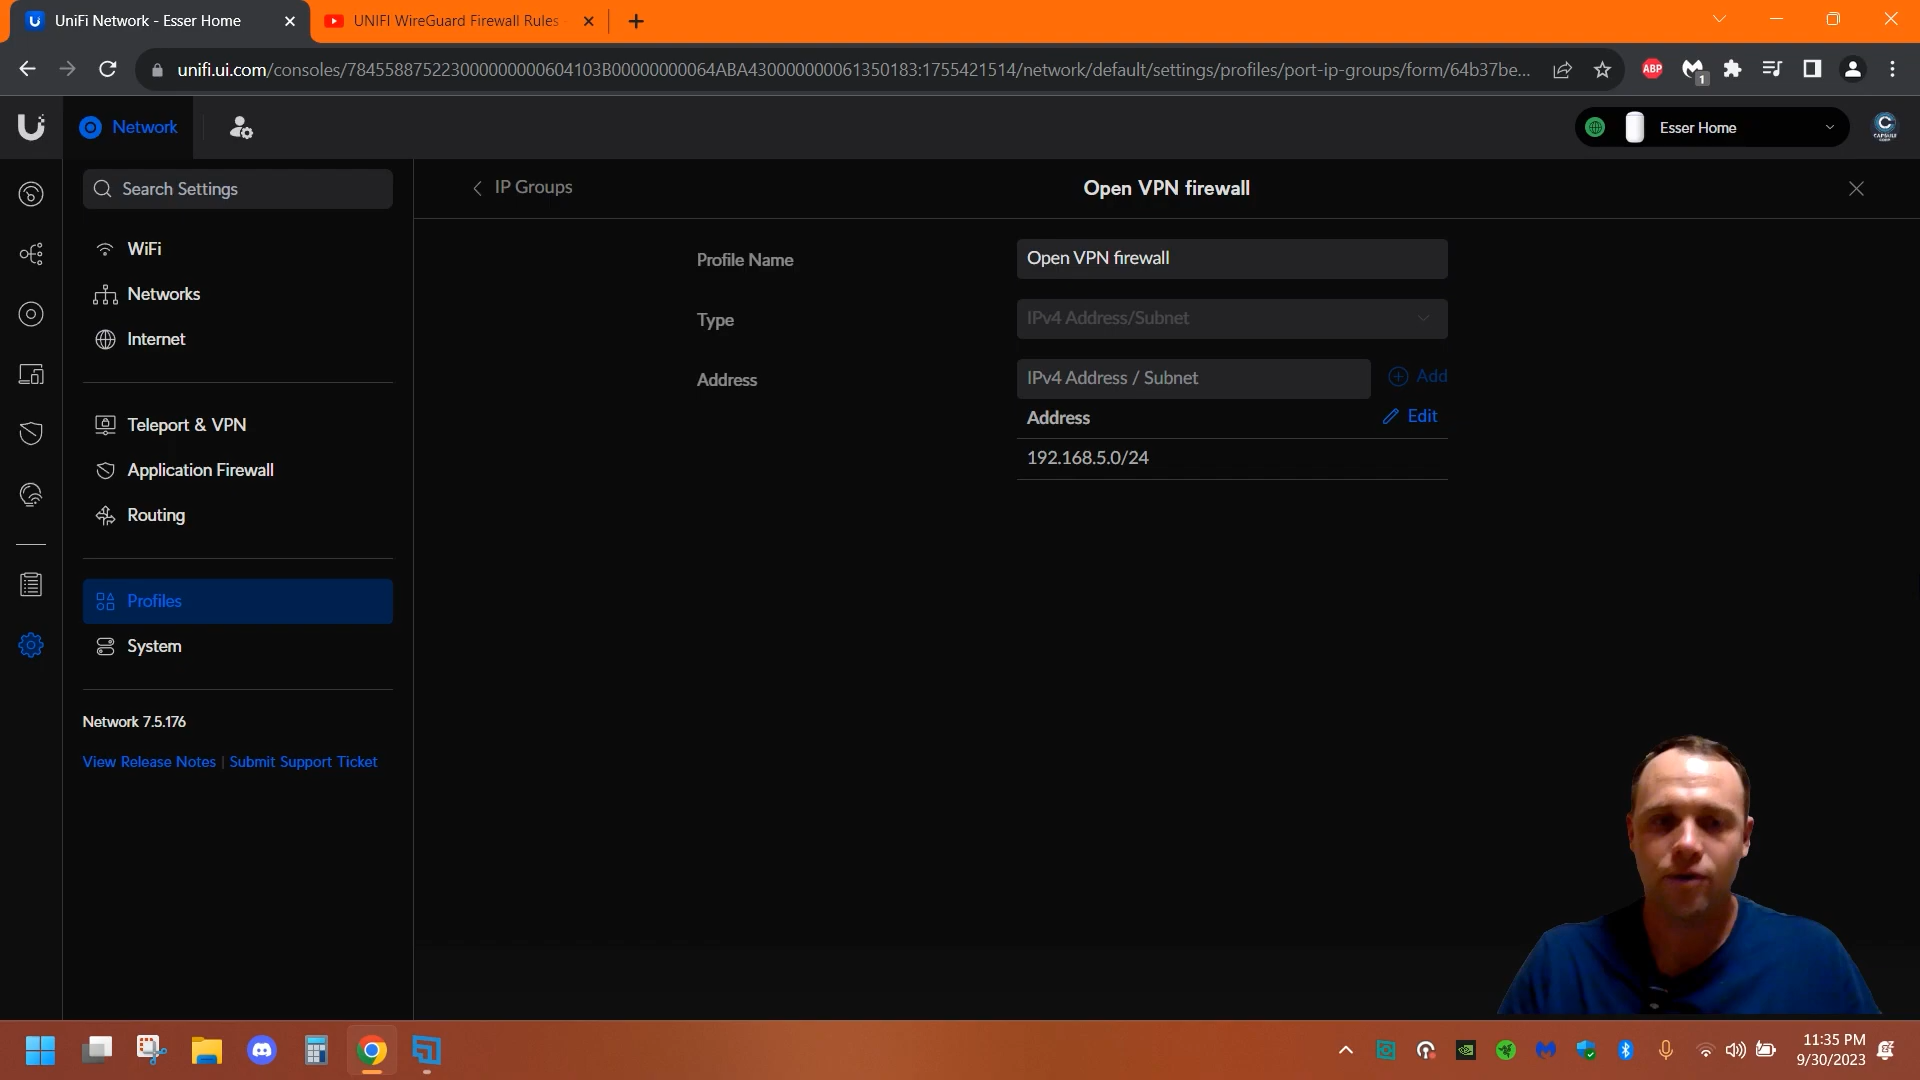 UniFi Network - Esser Home
UNIFI WireGuard Firewall Rules
unifi.ui.com/consoles/784558875223000000000604103B00000000064ABA430000000061350183:1755421514/network/default/settings/profiles/port-ip-groups/form/64b37be...
ABP
1
Network
Esser Home
CAPSULE
Search Settings
IP Groups
Open VPN firewall
WiFi
Networks
Internet
Teleport & VPN
Application Firewall
Routing
Profiles
System
Network 7.5.176
View Release Notes | Submit Support Ticket
Profile Name
Open VPN firewall
Type
IPv4 Address/Subnet
Address
IPv4 Address / Subnet
Add
Address
Edit
192.168.5.0/24
11:35 PM
9/30/2023